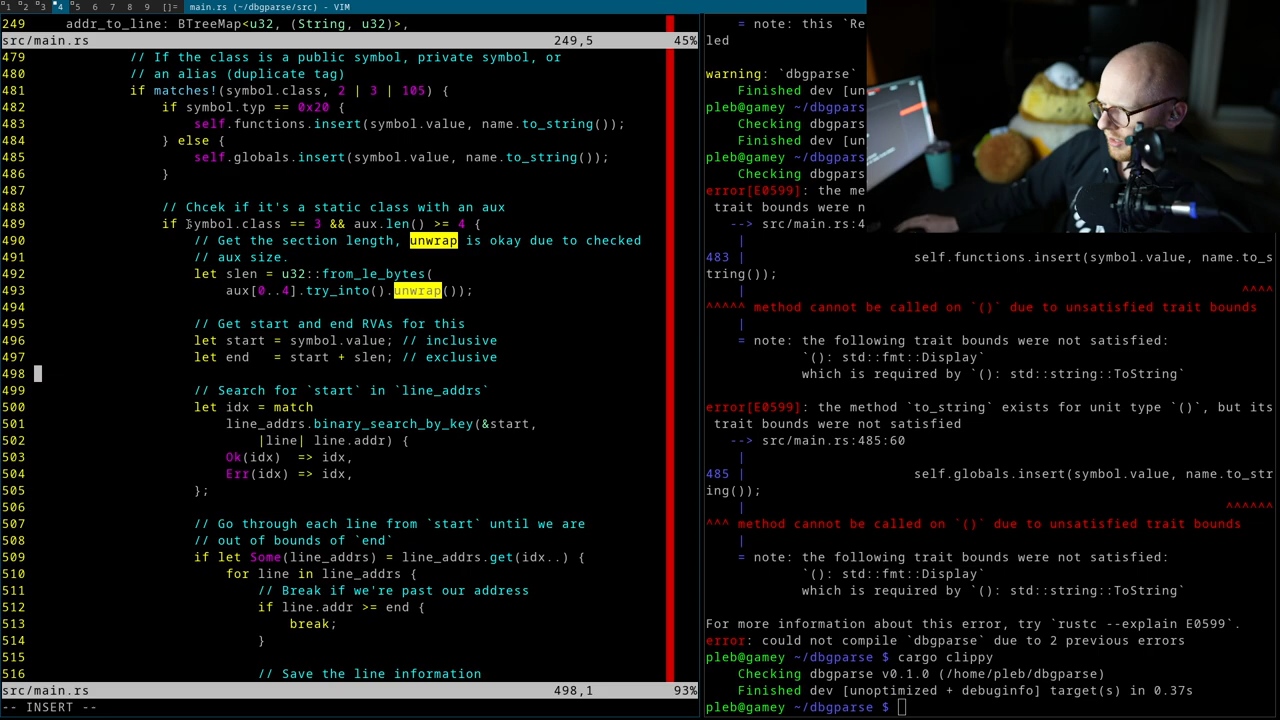 1 2 3 4 5 6 7 8 9 []= main.rs (~/dbgparse/src) - VIM
249     addr_to_line: BTreeMap<u32, (String, u32)>,
src/main.rs 249,5 45%
479             // If the class is a public symbol, private symbol, or
480             // an alias (duplicate tag)
481             if matches!(symbol.class, 2 | 3 | 105) {
482                 if symbol.typ == 0x20 {
483                     self.functions.insert(symbol.value, name.to_string());
484                 } else {
485                     self.globals.insert(symbol.value, name.to_string());
486                 }
487
488                 // Chcek if it's a static class with an aux
489                 if symbol.class == 3 && aux.len() >= 4 {
490                     // Get the section length, unwrap is okay due to checked
491                     // aux size.
492                     let slen = u32::from_le_bytes(
493                         aux[0..4].try_into().unwrap());
494
495                     // Get start and end RVAs for this
496                     let start = symbol.value; // inclusive
497                     let end   = start + slen; // exclusive
498
499                     // Search for `start` in `line_addrs`
500                     let idx = match
501                         line_addrs.binary_search_by_key(&start,
502                             |line| line.addr) {
503                         Ok(idx)  => idx,
504                         Err(idx) => idx,
505                     };
506
507                     // Go through each line from `start` until we are
508                     // out of bounds of `end`
509                     if let Some(line_addrs) = line_addrs.get(idx..) {
510                         for line in line_addrs {
511                             // Break if we're past our address
512                             if line.addr >= end {
513                                 break;
514                             }
515
516                             // Save the line information
src/main.rs 498,1 93%
-- INSERT --
= note: this `Re
led
warning: `dbgparse`
Finished dev [un
pleb@gamey ~/dbgpars
Checking dbgpars
Finished dev [un
pleb@gamey ~/dbgpars
Checking dbgpars
error[E0599]: the me
trait bounds were n
--> src/main.rs:4
|
483 |                     self.functions.insert(symbol.value, name.to_s
tring());
|                                                                  ^^^^
^^^^^ method cannot be called on `()` due to unsatisfied trait bounds
|
= note: the following trait bounds were not satisfied:
`(): std::fmt::Display`
which is required by `(): std::string::ToString`
error[E0599]: the method `to_string` exists for unit type `()`, but its
trait bounds were not satisfied
--> src/main.rs:485:60
|
485 |                     self.globals.insert(symbol.value, name.to_str
ing());
|                                                                ^^^^^^
^^^ method cannot be called on `()` due to unsatisfied trait bounds
|
= note: the following trait bounds were not satisfied:
`(): std::fmt::Display`
which is required by `(): std::string::ToString`
For more information about this error, try `rustc --explain E0599`.
error: could not compile `dbgparse` due to 2 previous errors
pleb@gamey ~/dbgparse $ cargo clippy
Checking dbgparse v0.1.0 (/home/pleb/dbgparse)
Finished dev [unoptimized + debuginfo] target(s) in 0.37s
pleb@gamey ~/dbgparse $